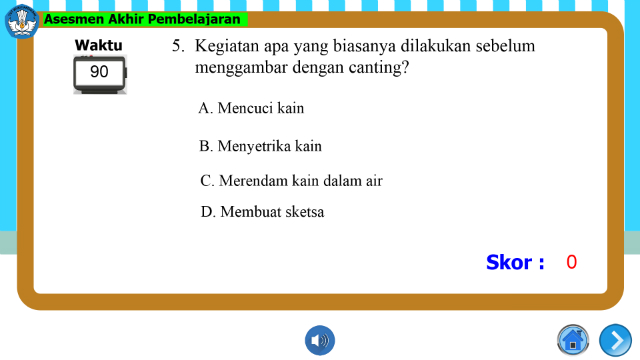 Asesmen Akhir Pembelajaran
Waktu
90
5. Kegiatan apa yang biasanya dilakukan sebelum
menggambar dengan canting?
A. Mencuci kain
B. Menyetrika kain
C. Merendam kain dalam air
D. Membuat sketsa
Skor : 0